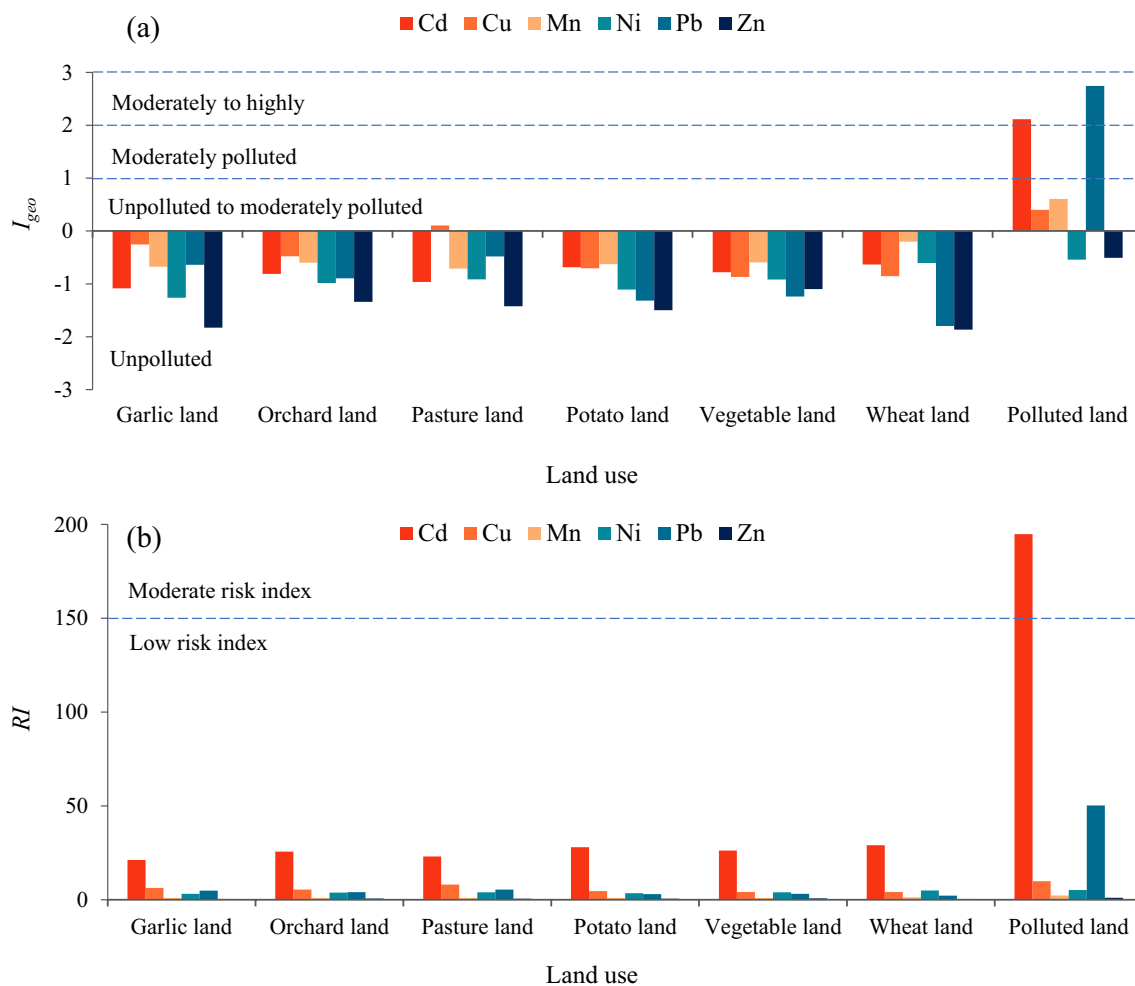 (a)
Cd Cu Mn Ni Pb Zn
3
2
1
0
-1
-2
-3
I_geo
Moderately to highly
Moderately polluted
Unpolluted to moderately polluted
Unpolluted
Garlic land Orchard land Pasture land Potato land Vegetable land Wheat land Polluted land
Land use
(b)
Cd Cu Mn Ni Pb Zn
200
150
100
50
0
RI
Moderate risk index
Low risk index
Garlic land Orchard land Pasture land Potato land Vegetable land Wheat land Polluted land
Land use